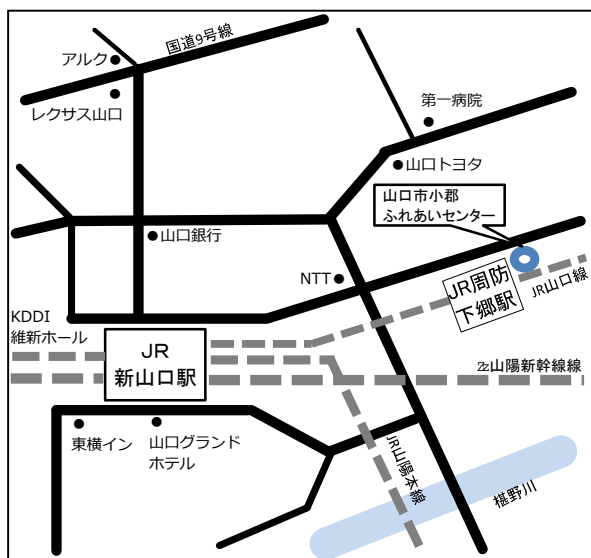 国道9号線
アルク
レクサス山口
第一病院
山口トヨタ
山口市小郡
ふれあいセンター
山口銀行
NTT
JR周防
下郷駅
JR山口線
KDDI
維新ホール
JR
新山口駅
山陽新幹線線
東横イン
山口グランド
ホテル
JR山陽本線
椹野川